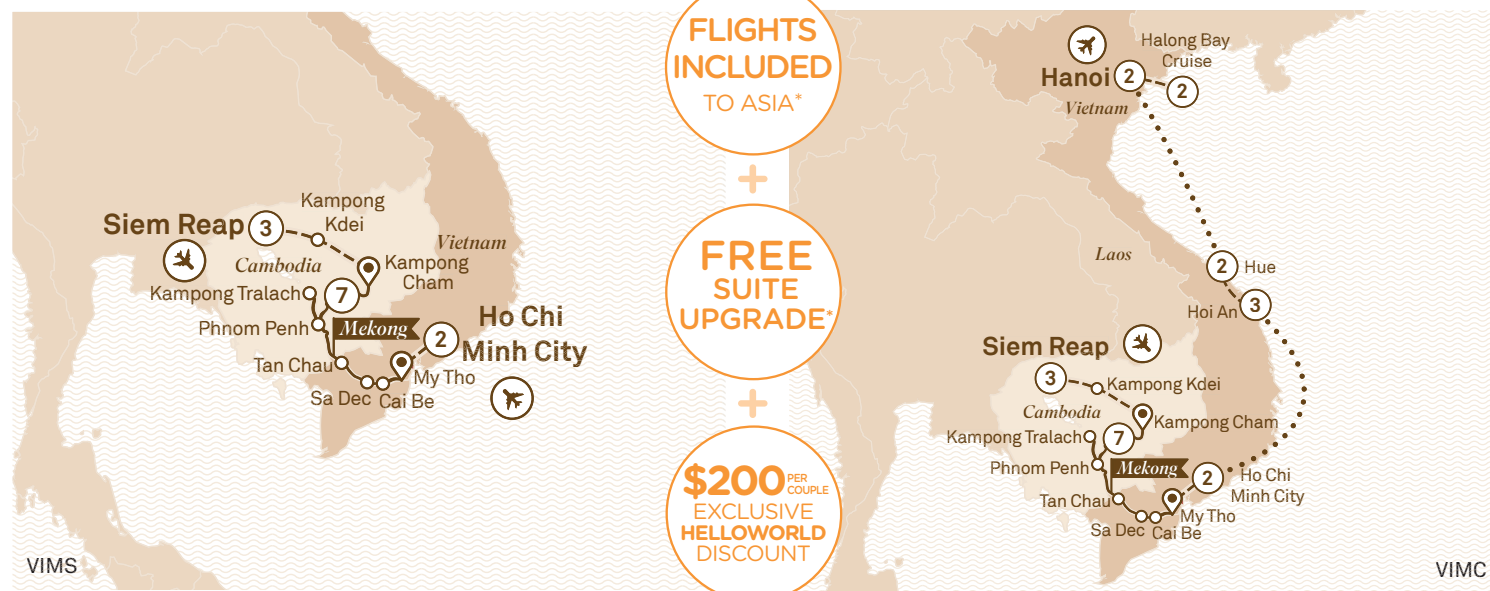 Kampong
Kdei
Siem Reap
3
Vietnam
Cambodia
Kampong
Cham
Kampong Tralach
7
Phnom Penh
Mekong
Ho Chi
Minh City
2
Tan Chau
My Tho
Sa Dec
Cai Be
VIMS
FLIGHTS
INCLUDED
TO ASIA*
+
FREE
SUITE
UPGRADE*
+
$200 PER
COUPLE
EXCLUSIVE
HELLOWORLD
DISCOUNT
Halong Bay
Cruise
Hanoi
2
2
Vietnam
Laos
2
Hue
Hoi An
3
Siem Reap
3
Kampong Kdei
Cambodia
Kampong Cham
Kampong Tralach
7
Phnom Penh
Mekong
2
Ho Chi
Minh City
Tan Chau
My Tho
Sa Dec
Cai Be
VIMC